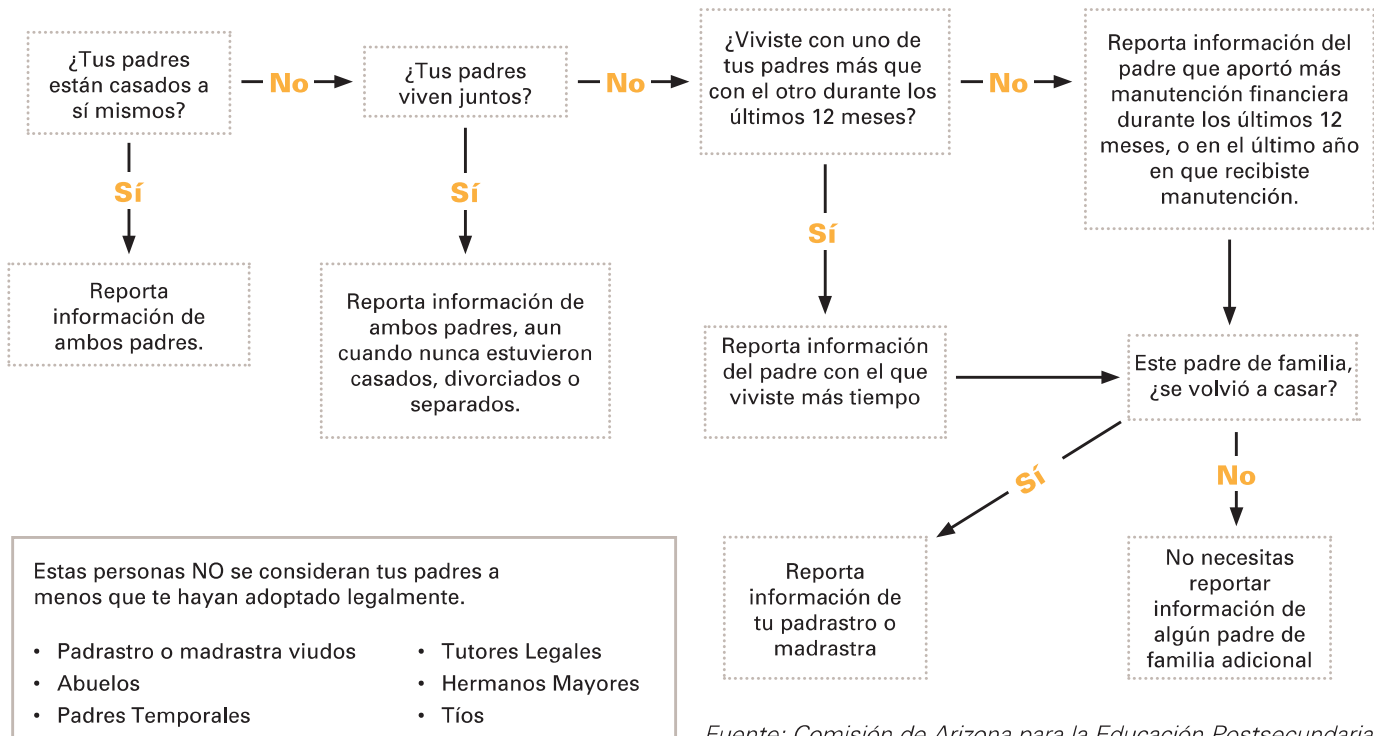 ¿Tus padres
están casados a
sí mismos?
No
¿Tus padres
viven juntos?
No
¿Viviste con uno de
tus padres más que
con el otro durante los
últimos 12 meses?
No
Reporta información del
padre que aportó más
manutención financiera
durante los últimos 12
meses, o en el último año
en que recibiste
manutención.
Sí
Sí
Sí
Reporta
información de
ambos padres.
Reporta información de
ambos padres, aun
cuando nunca estuvieron
casados, divorciados o
separados.
Reporta información
del padre con el que
viviste más tiempo
Este padre de familia,
¿se volvió a casar?
Sí
No
Reporta
información de
tu padrastro o
madrastra
No necesitas
reportar
información de
algún padre de
familia adicional
Estas personas NO se consideran tus padres a
menos que te hayan adoptado legalmente.
• Padrastro o madrastra viudos
• Abuelos
• Padres Temporales
• Tutores Legales
• Hermanos Mayores
• Tíos
Fuente: Comisión de Arizona para la Educación Postsecundaria